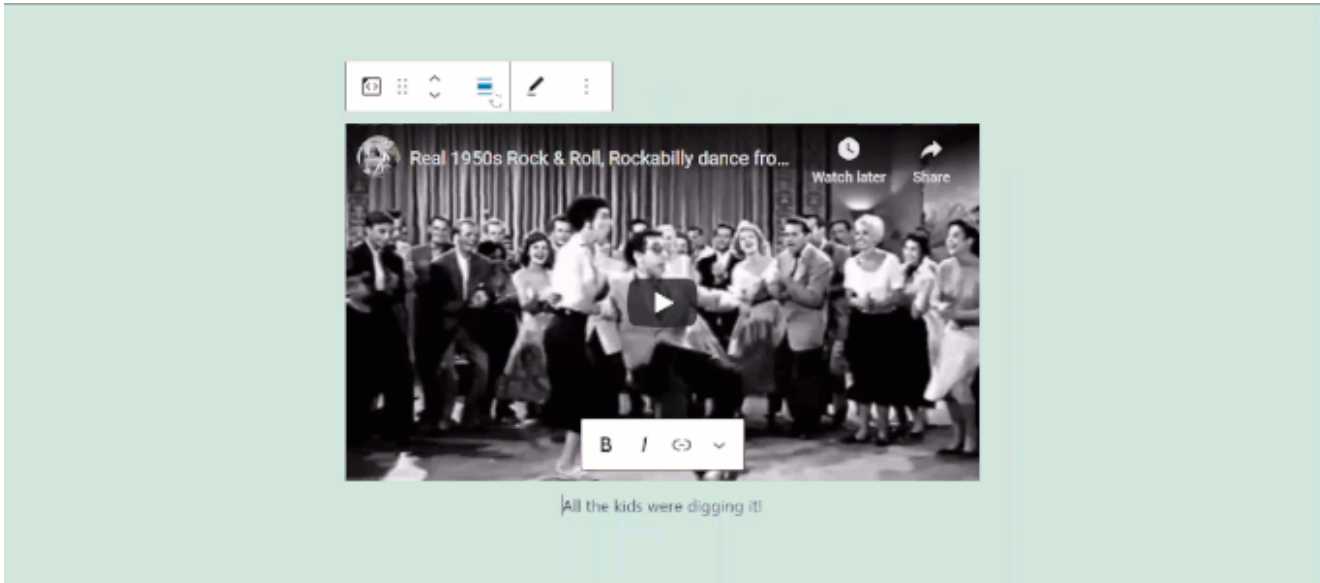 Real 1950s Rock & Roll, Rockabilly dance fro...
Watch later
Share
B I
All the kids were digging it!